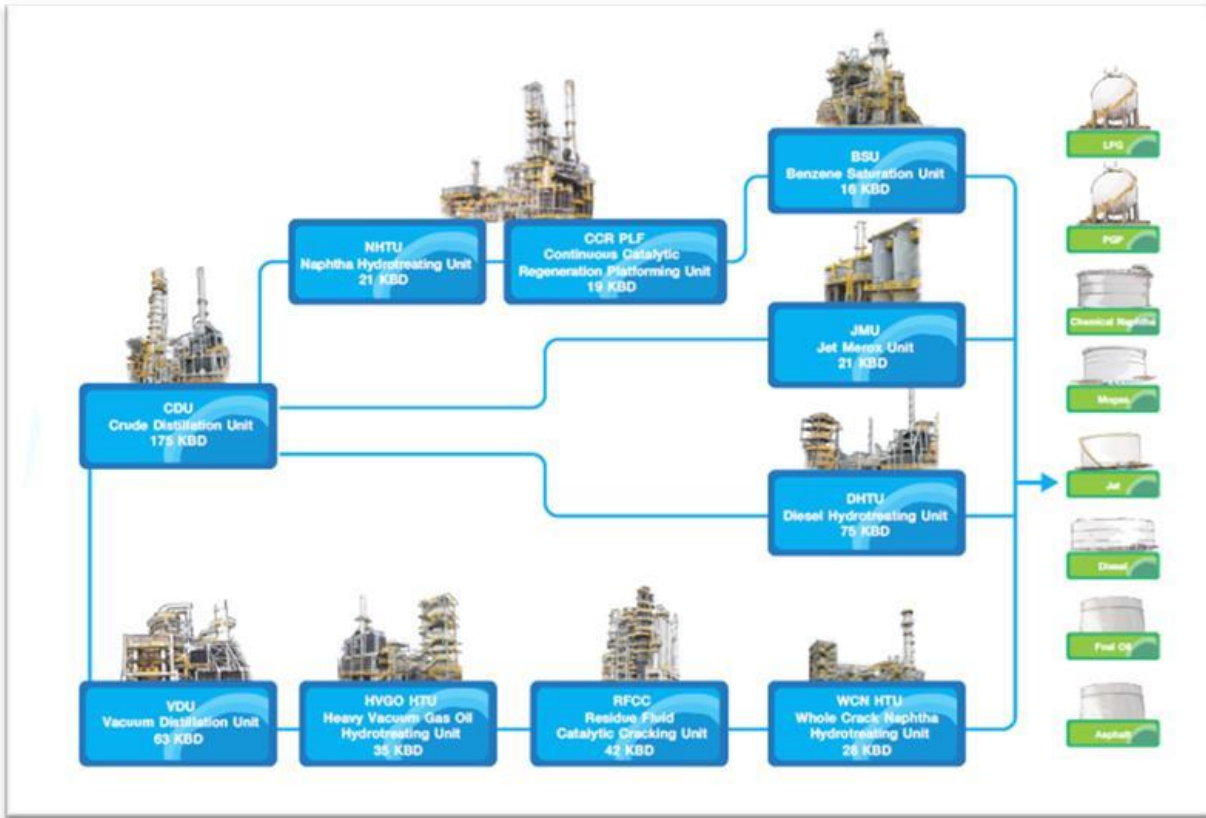 BSU
Benzene Saturation Unit
16 KBD
LPG
PGP
NHTU
Naphtha Hydrotreating Unit
21 KBD
CCR PLF
Continuous Catalytic
Regeneration Platforming Unit
19 KBD
Chemical Naphtha
JMU
Jet Merox Unit
21 KBD
Mogas
CDU
Crude Distillation Unit
175 KBD
Jet
DHTU
Diesel Hydrotreating Unit
75 KBD
Diesel
Fuel Oil
VDU
Vacuum Distillation Unit
63 KBD
HVGO HTU
Heavy Vacuum Gas Oil
Hydrotreating Unit
35 KBD
RFCC
Residue Fluid
Catalytic Cracking Unit
42 KBD
WCN HTU
Whole Crack Naphtha
Hydrotreating Unit
28 KBD
Asphalt